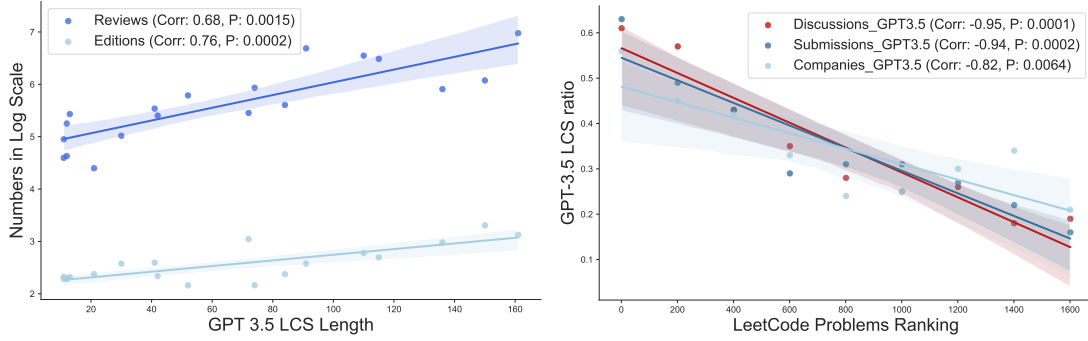 Reviews (Corr: 0.68, P: 0.0015)
Editions (Corr: 0.76, P: 0.0002)
Numbers in Log Scale
7
6
5
4
3
2
20 40 60 80 100 120 140 160
GPT 3.5 LCS Length
Discussions_GPT3.5 (Corr: -0.95, P: 0.0001)
Submissions_GPT3.5 (Corr: -0.94, P: 0.0002)
Companies_GPT3.5 (Corr: -0.82, P: 0.0064)
GPT-3.5 LCS ratio
0.6
0.5
0.4
0.3
0.2
0.1
0 200 400 600 800 1000 1200 1400 1600
LeetCode Problems Ranking